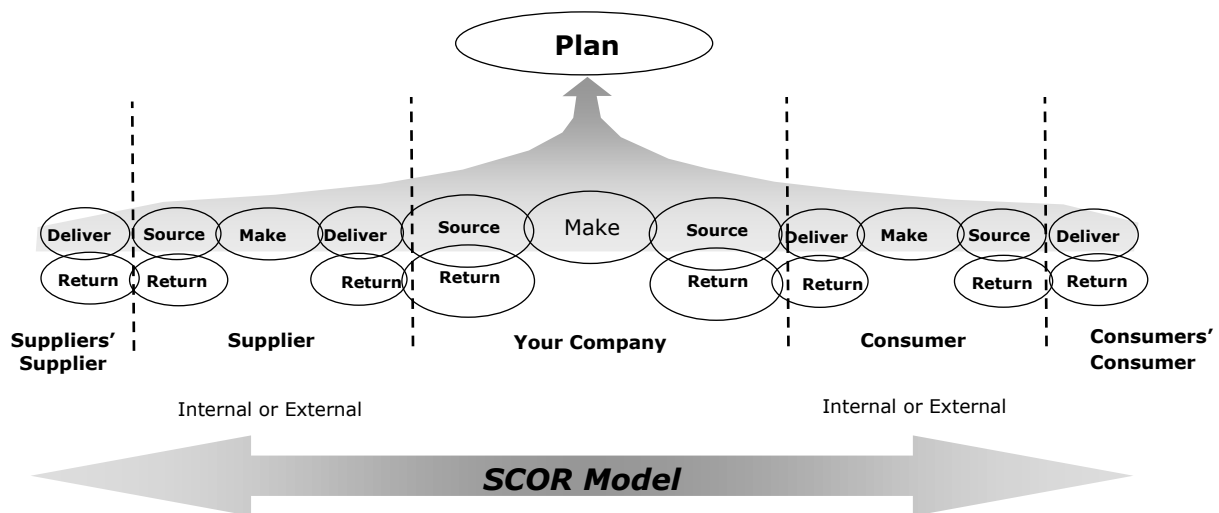 Plan
Deliver
Source
Make
Deliver
Source
Make
Source
Deliver
Make
Source
Deliver
Return
Return
Return
Return
Return
Return
Return
Return
Suppliers’
Supplier
Supplier
Your Company
Consumer
Consumers’
Consumer
Internal or External
Internal or External
SCOR Model